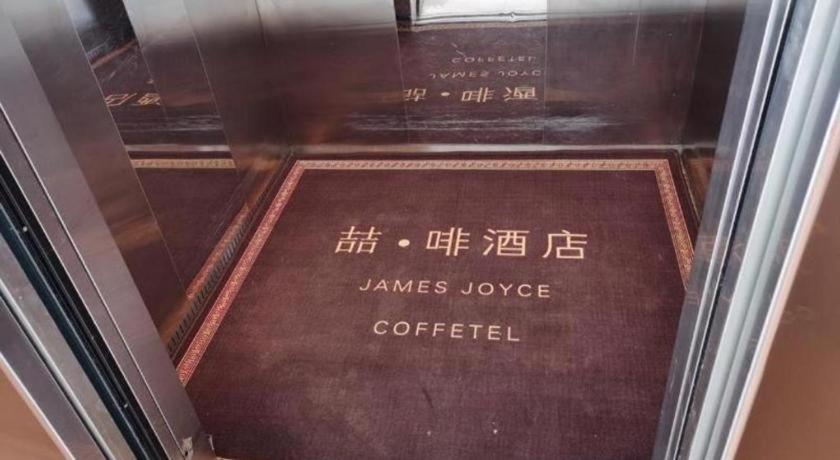 喆·啡酒店
JAMES JOYCE
COFFETEL